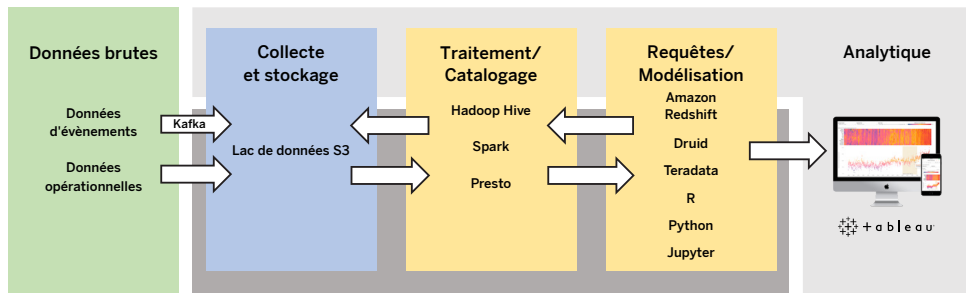 Données brutes
Données
d'évènements
Kafka
Données
opérationnelles
Collecte
et stockage
Lac de données S3
Traitement/
Catalogage
Hadoop Hive
Spark
Presto
Requêtes/
Modélisation
Amazon
Redshift
Druid
Teradata
R
Python
Jupyter
Analytique
+ableau